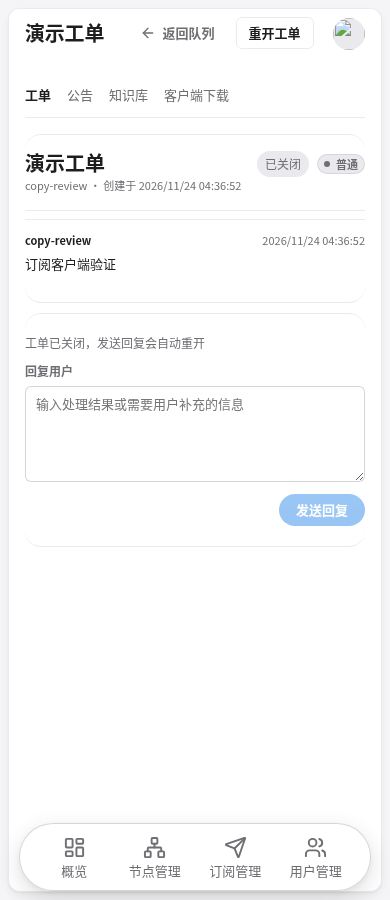 演示工单
返回队列
重开工单
工单 公告 知识库 客户端下载
演示工单
已关闭
普通
copy-review · 创建于 2026/11/24 04:36:52
copy-review 2026/11/24 04:36:52
订阅客户端验证
工单已关闭，发送回复会自动重开
回复用户
输入处理结果或需要用户补充的信息
发送回复
概览 节点管理 订阅管理 用户管理